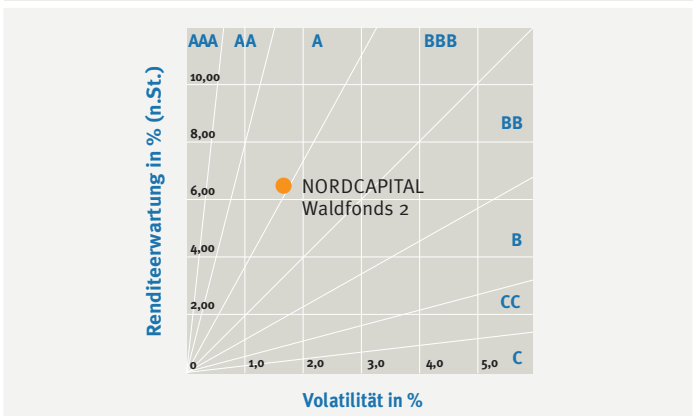 AAA AA A BBB
10,00
8,00
BB
6,00
NORDCAPITAL
Waldfonds 2
4,00
B
2,00
CC
0 1,0 2,0 3,0 4,0 5,0 C
Renditeerwartung in % (n.St.)
Volatilität in %